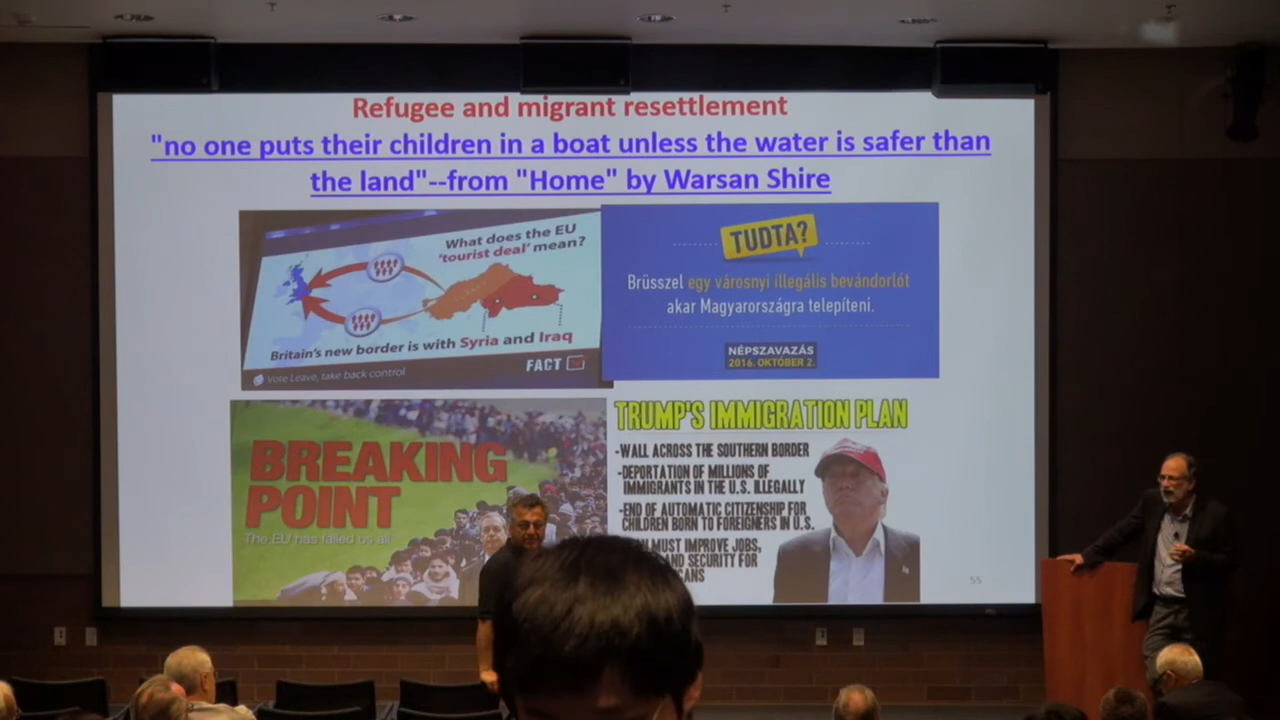 Refugee and migrant resettlement
"no one puts their children in a boat unless the water is safer than
the land"--from "Home" by Warsan Shire
What does the EU
'tourist deal' mean?
Britain's new border is with Syria and Iraq
FACT
Vote Leave, take back control
TUDTA?
Brüsszel egy városnyi illegális bevándorlót
akar Magyarországra telepíteni.
NÉPSZAVAZÁS
2016. OKTÓBER 2.
BREAKING
POINT
The EU has failed us all
TRUMP'S IMMIGRATION PLAN
-WALL ACROSS THE SOUTHERN BORDER
-DEPORTATION OF MILLIONS OF
IMMIGRANTS IN THE U.S. ILLEGALLY
-END OF AUTOMATIC CITIZENSHIP FOR
CHILDREN BORN TO FOREIGNERS IN U.S.
MUST IMPROVE JOBS,
AND SECURITY FOR
55